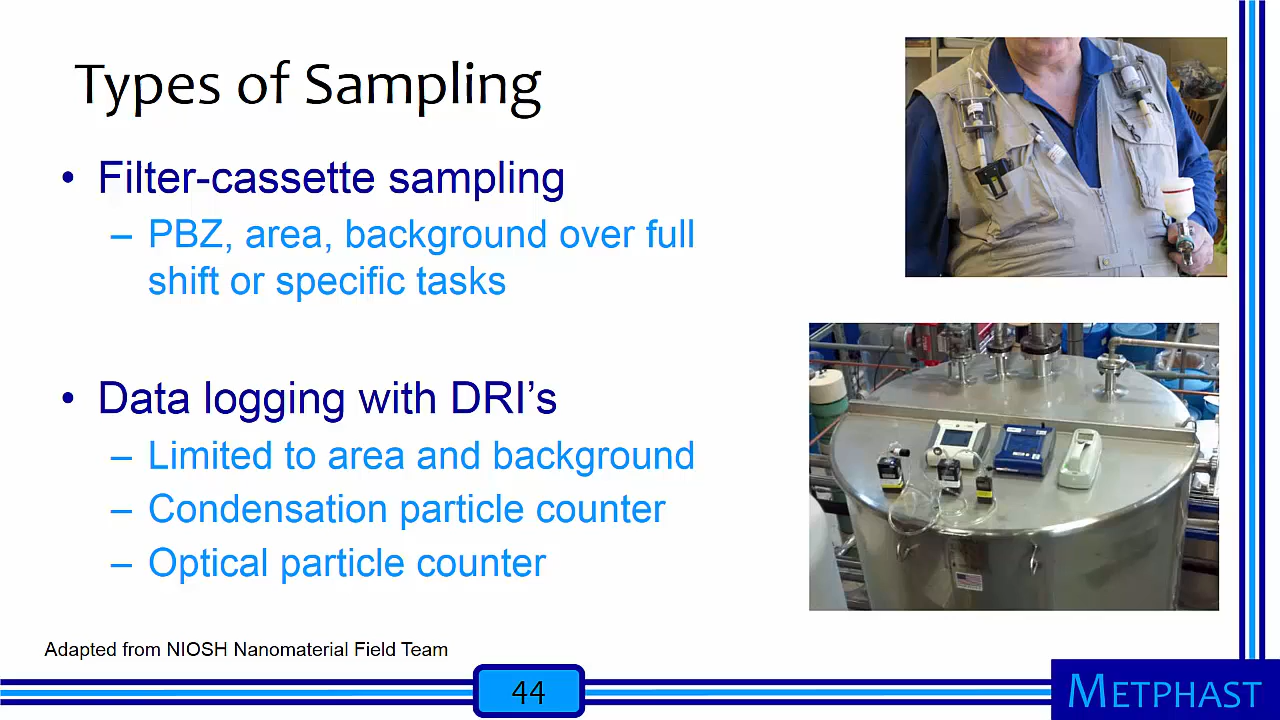 Types of Sampling
• Filter-cassette sampling
– PBZ, area, background over full
shift or specific tasks
• Data logging with DRI’s
– Limited to area and background
– Condensation particle counter
– Optical particle counter
Adapted from NIOSH Nanomaterial Field Team
44
METPHAST